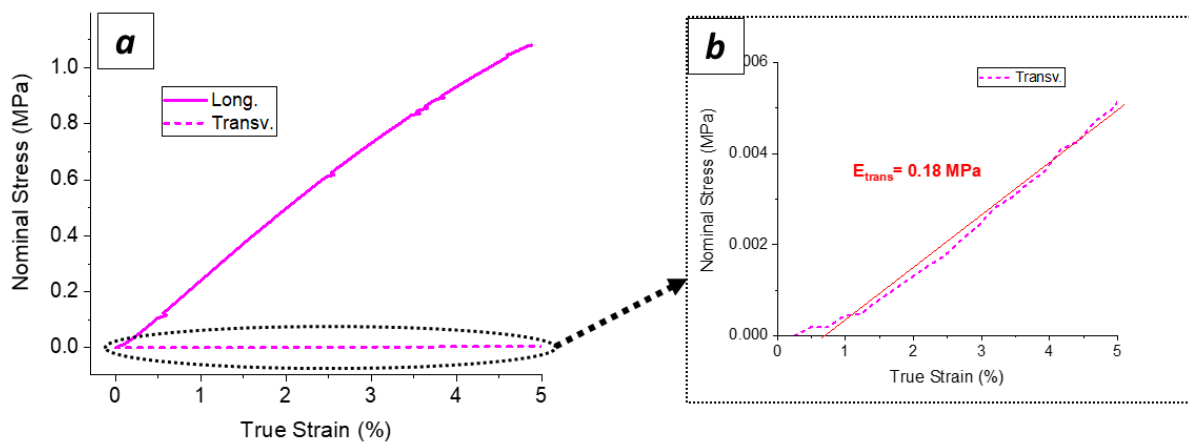 a
Nominal Stress (MPa)
1.0
0.8
0.6
0.4
0.2
0.0
Long.
Transv.
0 1 2 3 4 5
True Strain (%)
b
Nominal Stress (MPa)
006
0.004
0.002
0.000
Transv.
Etrans= 0.18 MPa
0 1 2 3 4 5
True Strain (%)